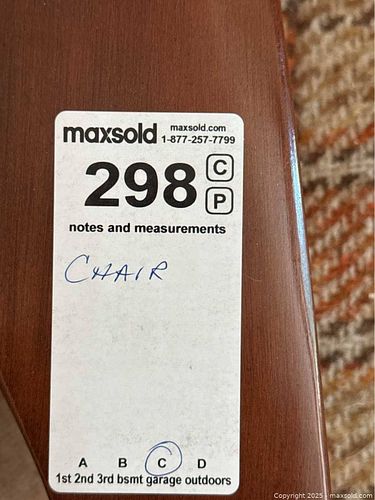 maxsold maxsold.com
1-877-257-7799
298 C
P
notes and measurements
CHAIR
A B C D
1st 2nd 3rd bsmt garage outdoors
Copyright 2025 - maxsold.com